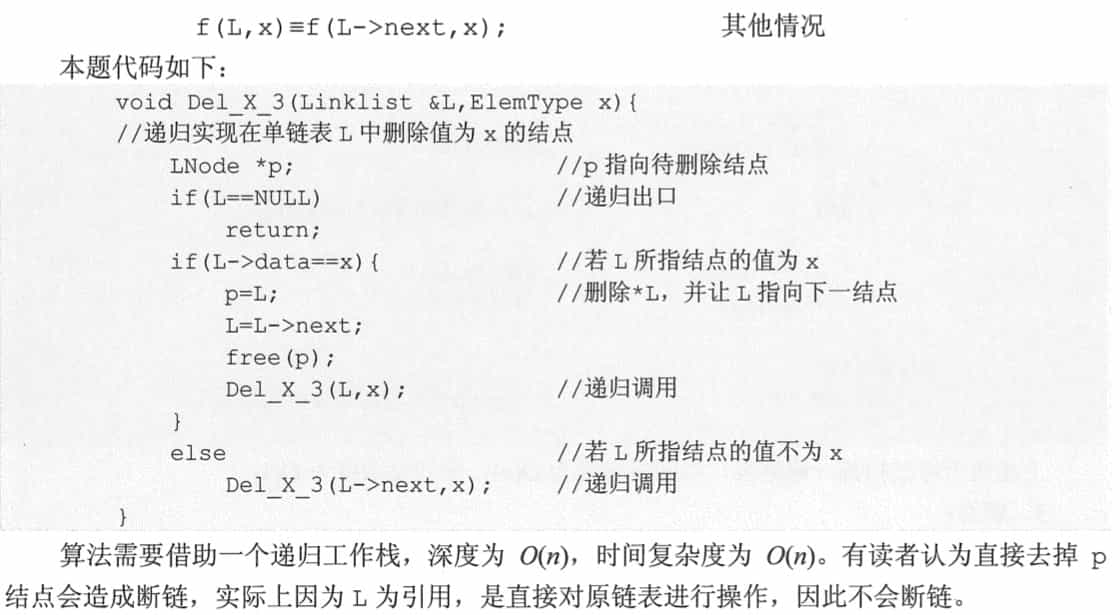 f(L,x)≡f(L->next,x); 其他情况
本题代码如下：
void Del_X_3(Linklist &L,ElemType x){
//递归实现在单链表 L 中删除值为 x 的结点
LNode *p; //p 指向待删除结点
if(L==NULL) //递归出口
return;
if(L->data==x){ //若 L 所指结点的值为 x
p=L; //删除*L，并让 L 指向下一结点
L=L->next;
free(p);
Del_X_3(L,x); //递归调用
}
else //若 L 所指结点的值不为 x
Del_X_3(L->next,x); //递归调用
}
算法需要借助一个递归工作栈，深度为 O(n)，时间复杂度为 O(n)。有读者认为直接去掉 p
结点会造成断链，实际上因为 L 为引用，是直接对原链表进行操作，因此不会断链。